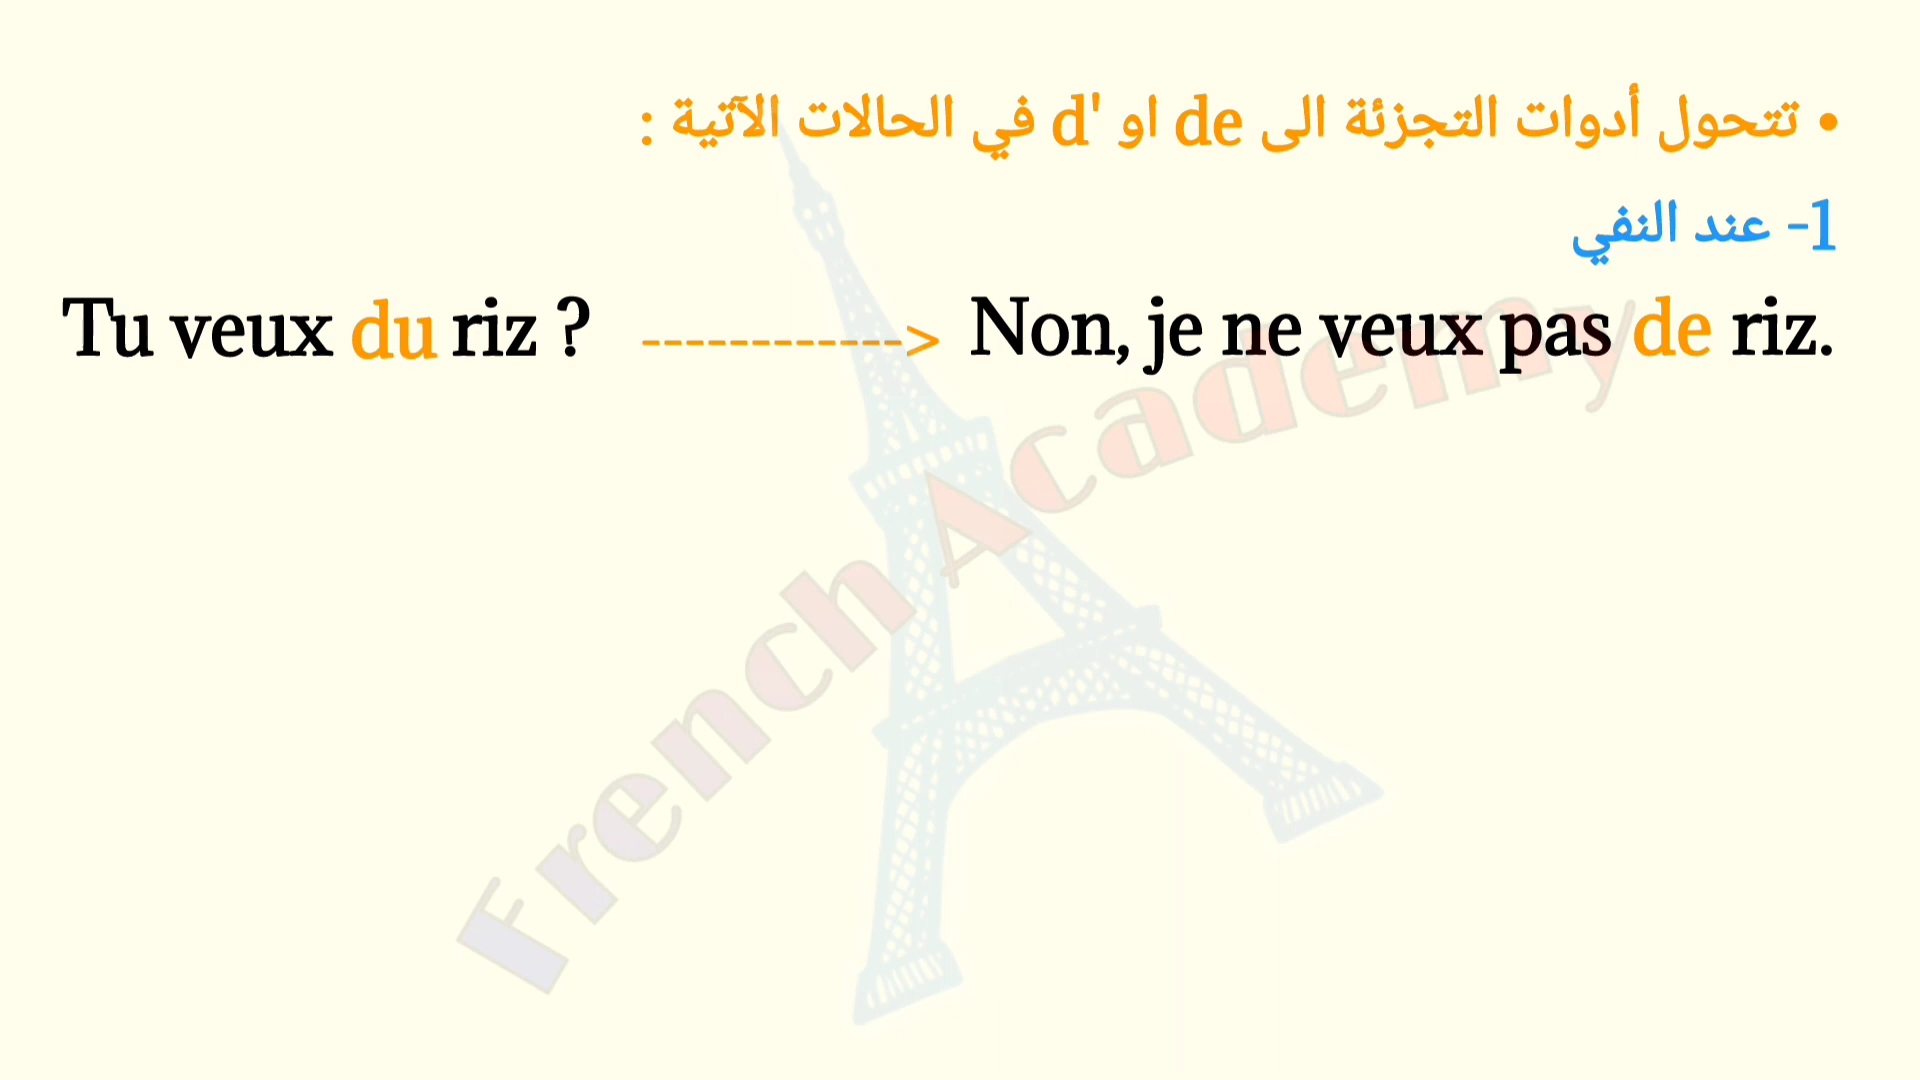 • تتحول أدوات التجزئة الى de او d' في الحالات الآتية :
1- عند النفي
Tu veux du riz ? ------------> Non, je ne veux pas de riz.
French Academy